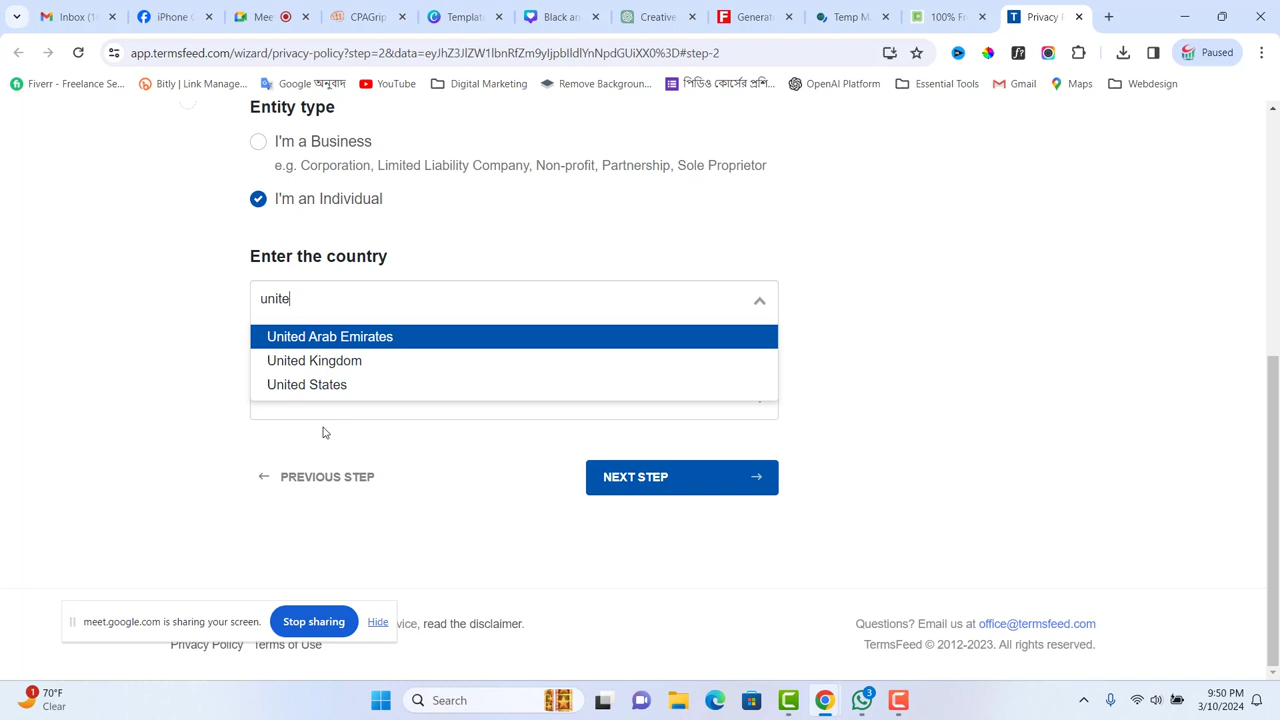 Inbox (1
iPhone
Mee
CPAGrip
Templat
Black an
Creative
Generat
Temp M
100% Fr
Privacy
app.termsfeed.com/wizard/privacy-policy?step=2&data=eyJhZ3JlZW1lbnRfZm9yIjpbIldlYnNpdGUiXX0%3D#step-2
Paused
Fiverr - Freelance Se...
Bitly | Link Manage...
Google অনুবাদ
YouTube
Digital Marketing
Remove Background...
পিডিও কোর্সের প্রশি...
OpenAI Platform
Essential Tools
Gmail
Maps
Webdesign
Entity type
I'm a Business
e.g. Corporation, Limited Liability Company, Non-profit, Partnership, Sole Proprietor
I'm an Individual
Enter the country
unite
United Arab Emirates
United Kingdom
United States
PREVIOUS STEP
NEXT STEP
meet.google.com is sharing your screen.
Stop sharing
Hide
vice, read the disclaimer.
Questions? Email us at office@termsfeed.com
Privacy Policy
Terms of Use
TermsFeed © 2012-2023. All rights reserved.
1
70°F
Clear
Search
3
9:50 PM
3/10/2024